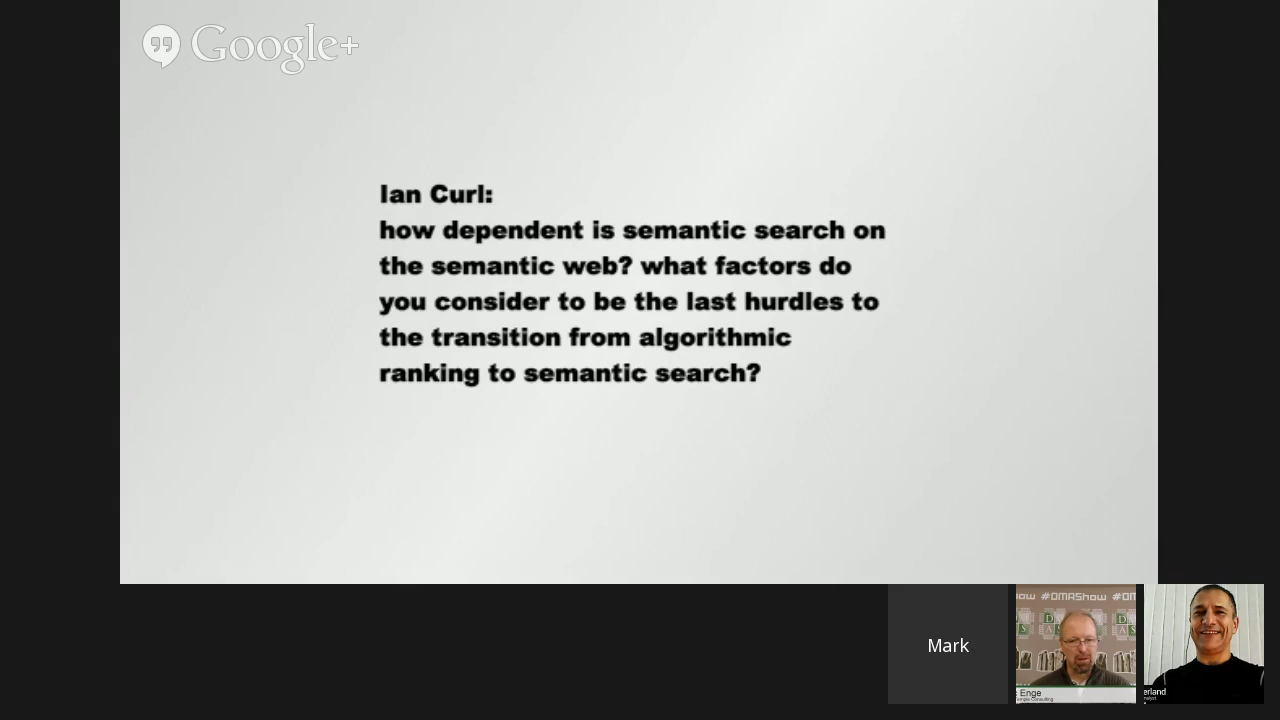 Google+
Ian Curl:
how dependent is semantic search on
the semantic web? what factors do
you consider to be the last hurdles to
the transition from algorithmic
ranking to semantic search?
Mark
#DMAShow
Enge
Consulting
erland